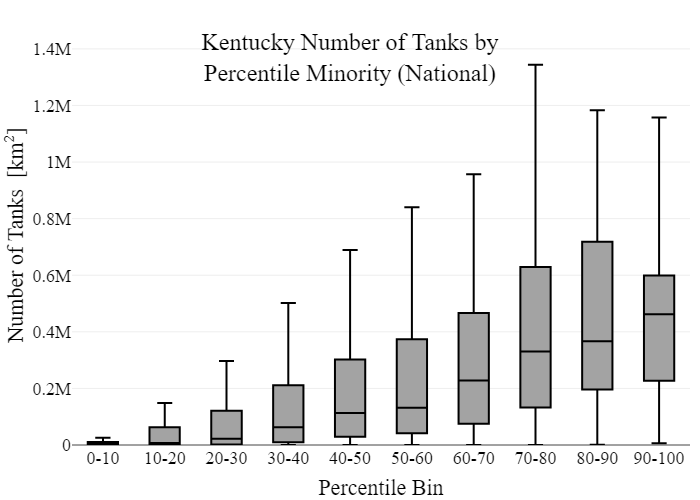 Kentucky Number of Tanks by
Percentile Minority (National)
Number of Tanks [km²]
1.4M
1.2M
1M
0.8M
0.6M
0.4M
0.2M
0
0-10 10-20 20-30 30-40 40-50 50-60 60-70 70-80 80-90 90-100
Percentile Bin